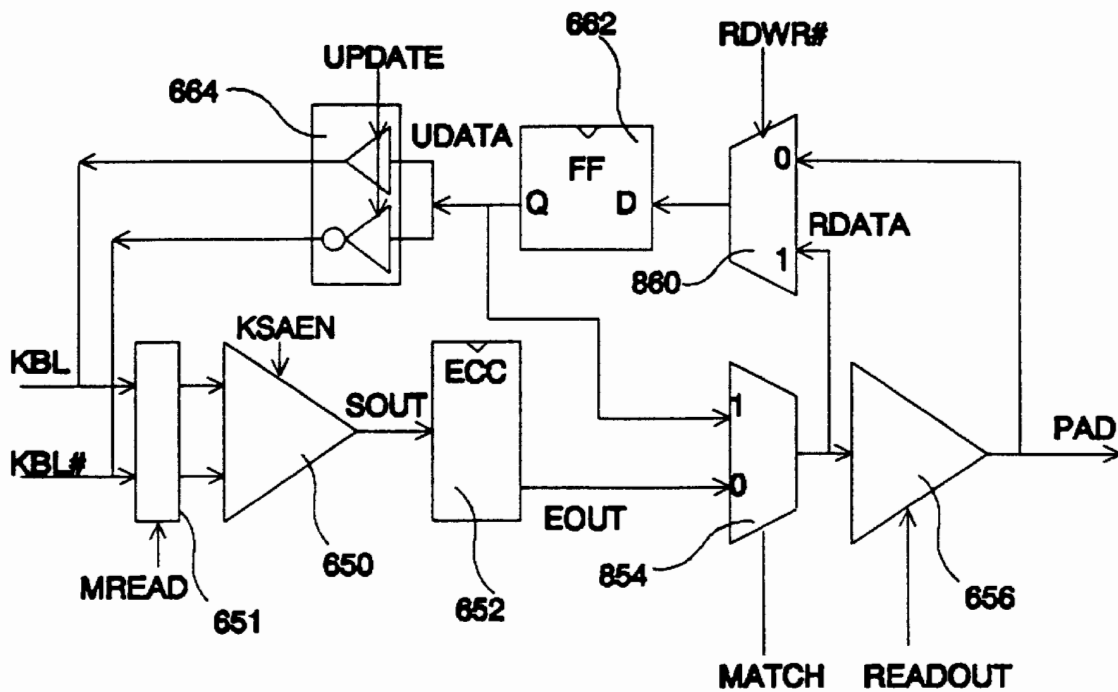 662
RDWR#
UPDATE
664
UDATA
FF
Q
D
0
RDATA
1
860
KBL
KSAEN
ECC
SOUT
1
PAD
KBL#
0
EOUT
MREAD
651
650
652
854
656
MATCH
READOUT